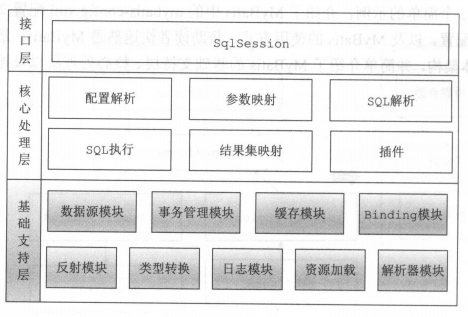 接口层
SqlSession
核心处理层
配置解析
参数映射
SQL解析
SQL执行
结果集映射
插件
基础支持层
数据源模块
事务管理模块
缓存模块
Binding模块
反射模块
类型转换
日志模块
资源加载
解析器模块